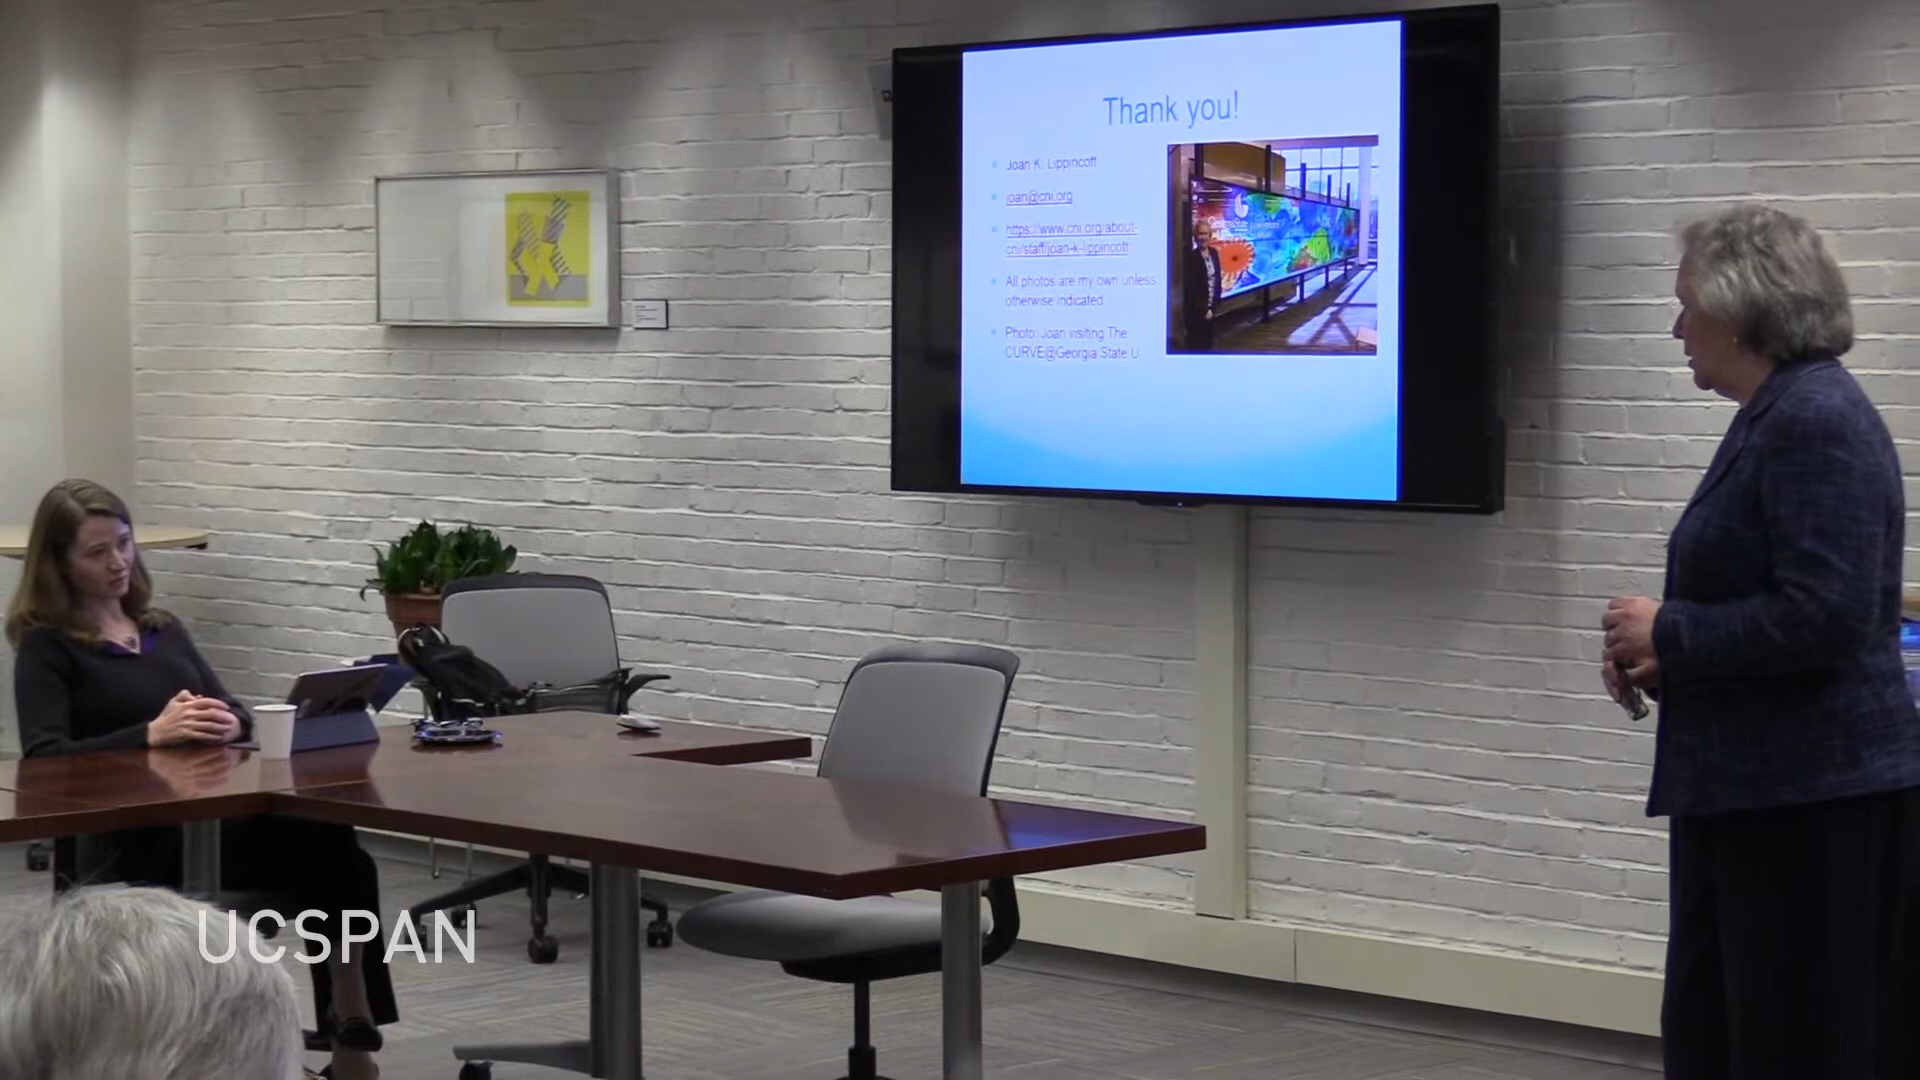 Thank you!
Joan K. Lippincott
joan@cni.org
https://www.cni.org/about-
cni/staff/joan-k-lippincott
All photos are my own unless
otherwise indicated
Photo: Joan visiting The
CURVE@Georgia State U
UCSPAN